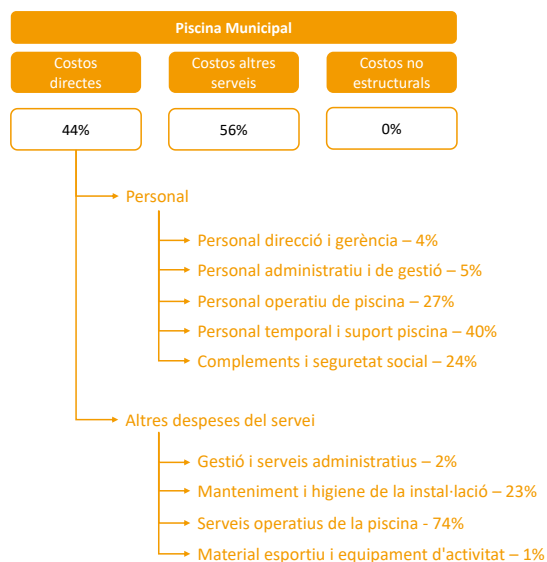 Piscina Municipal
Costos
directes
Costos altres
serveis
Costos no
estructurals
44%
56%
0%
Personal
Personal direcció i gerència – 4%
Personal administratiu i de gestió – 5%
Personal operatiu de piscina – 27%
Personal temporal i suport piscina – 40%
Complements i seguretat social – 24%
Altres despeses del servei
Gestió i serveis administratius – 2%
Manteniment i higiene de la instal·lació – 23%
Serveis operatius de la piscina - 74%
Material esportiu i equipament d'activitat – 1%